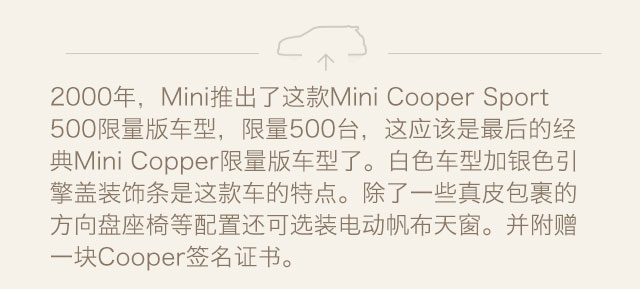 2000年，Mini推出了这款Mini Cooper Sport
500限量版车型，限量500台，这应该是最后的经
典Mini Copper限量版车型了。白色车型加银色引
擎盖装饰条是这款车的特点。除了一些真皮包裹的
方向盘座椅等配置还可选装电动帆布天窗。并附赠
一块Cooper签名证书。